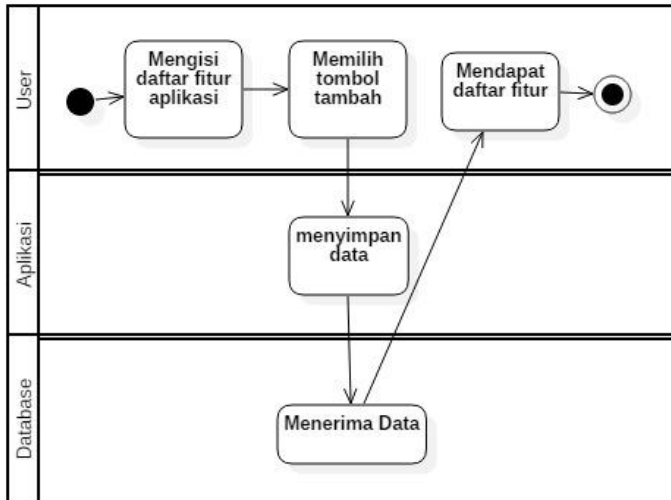 User
Mengisi
daftar fitur
aplikasi
Memilih
tombol
tambah
Mendapat
daftar fitur
Aplikasi
menyimpan
data
Database
Menerima Data